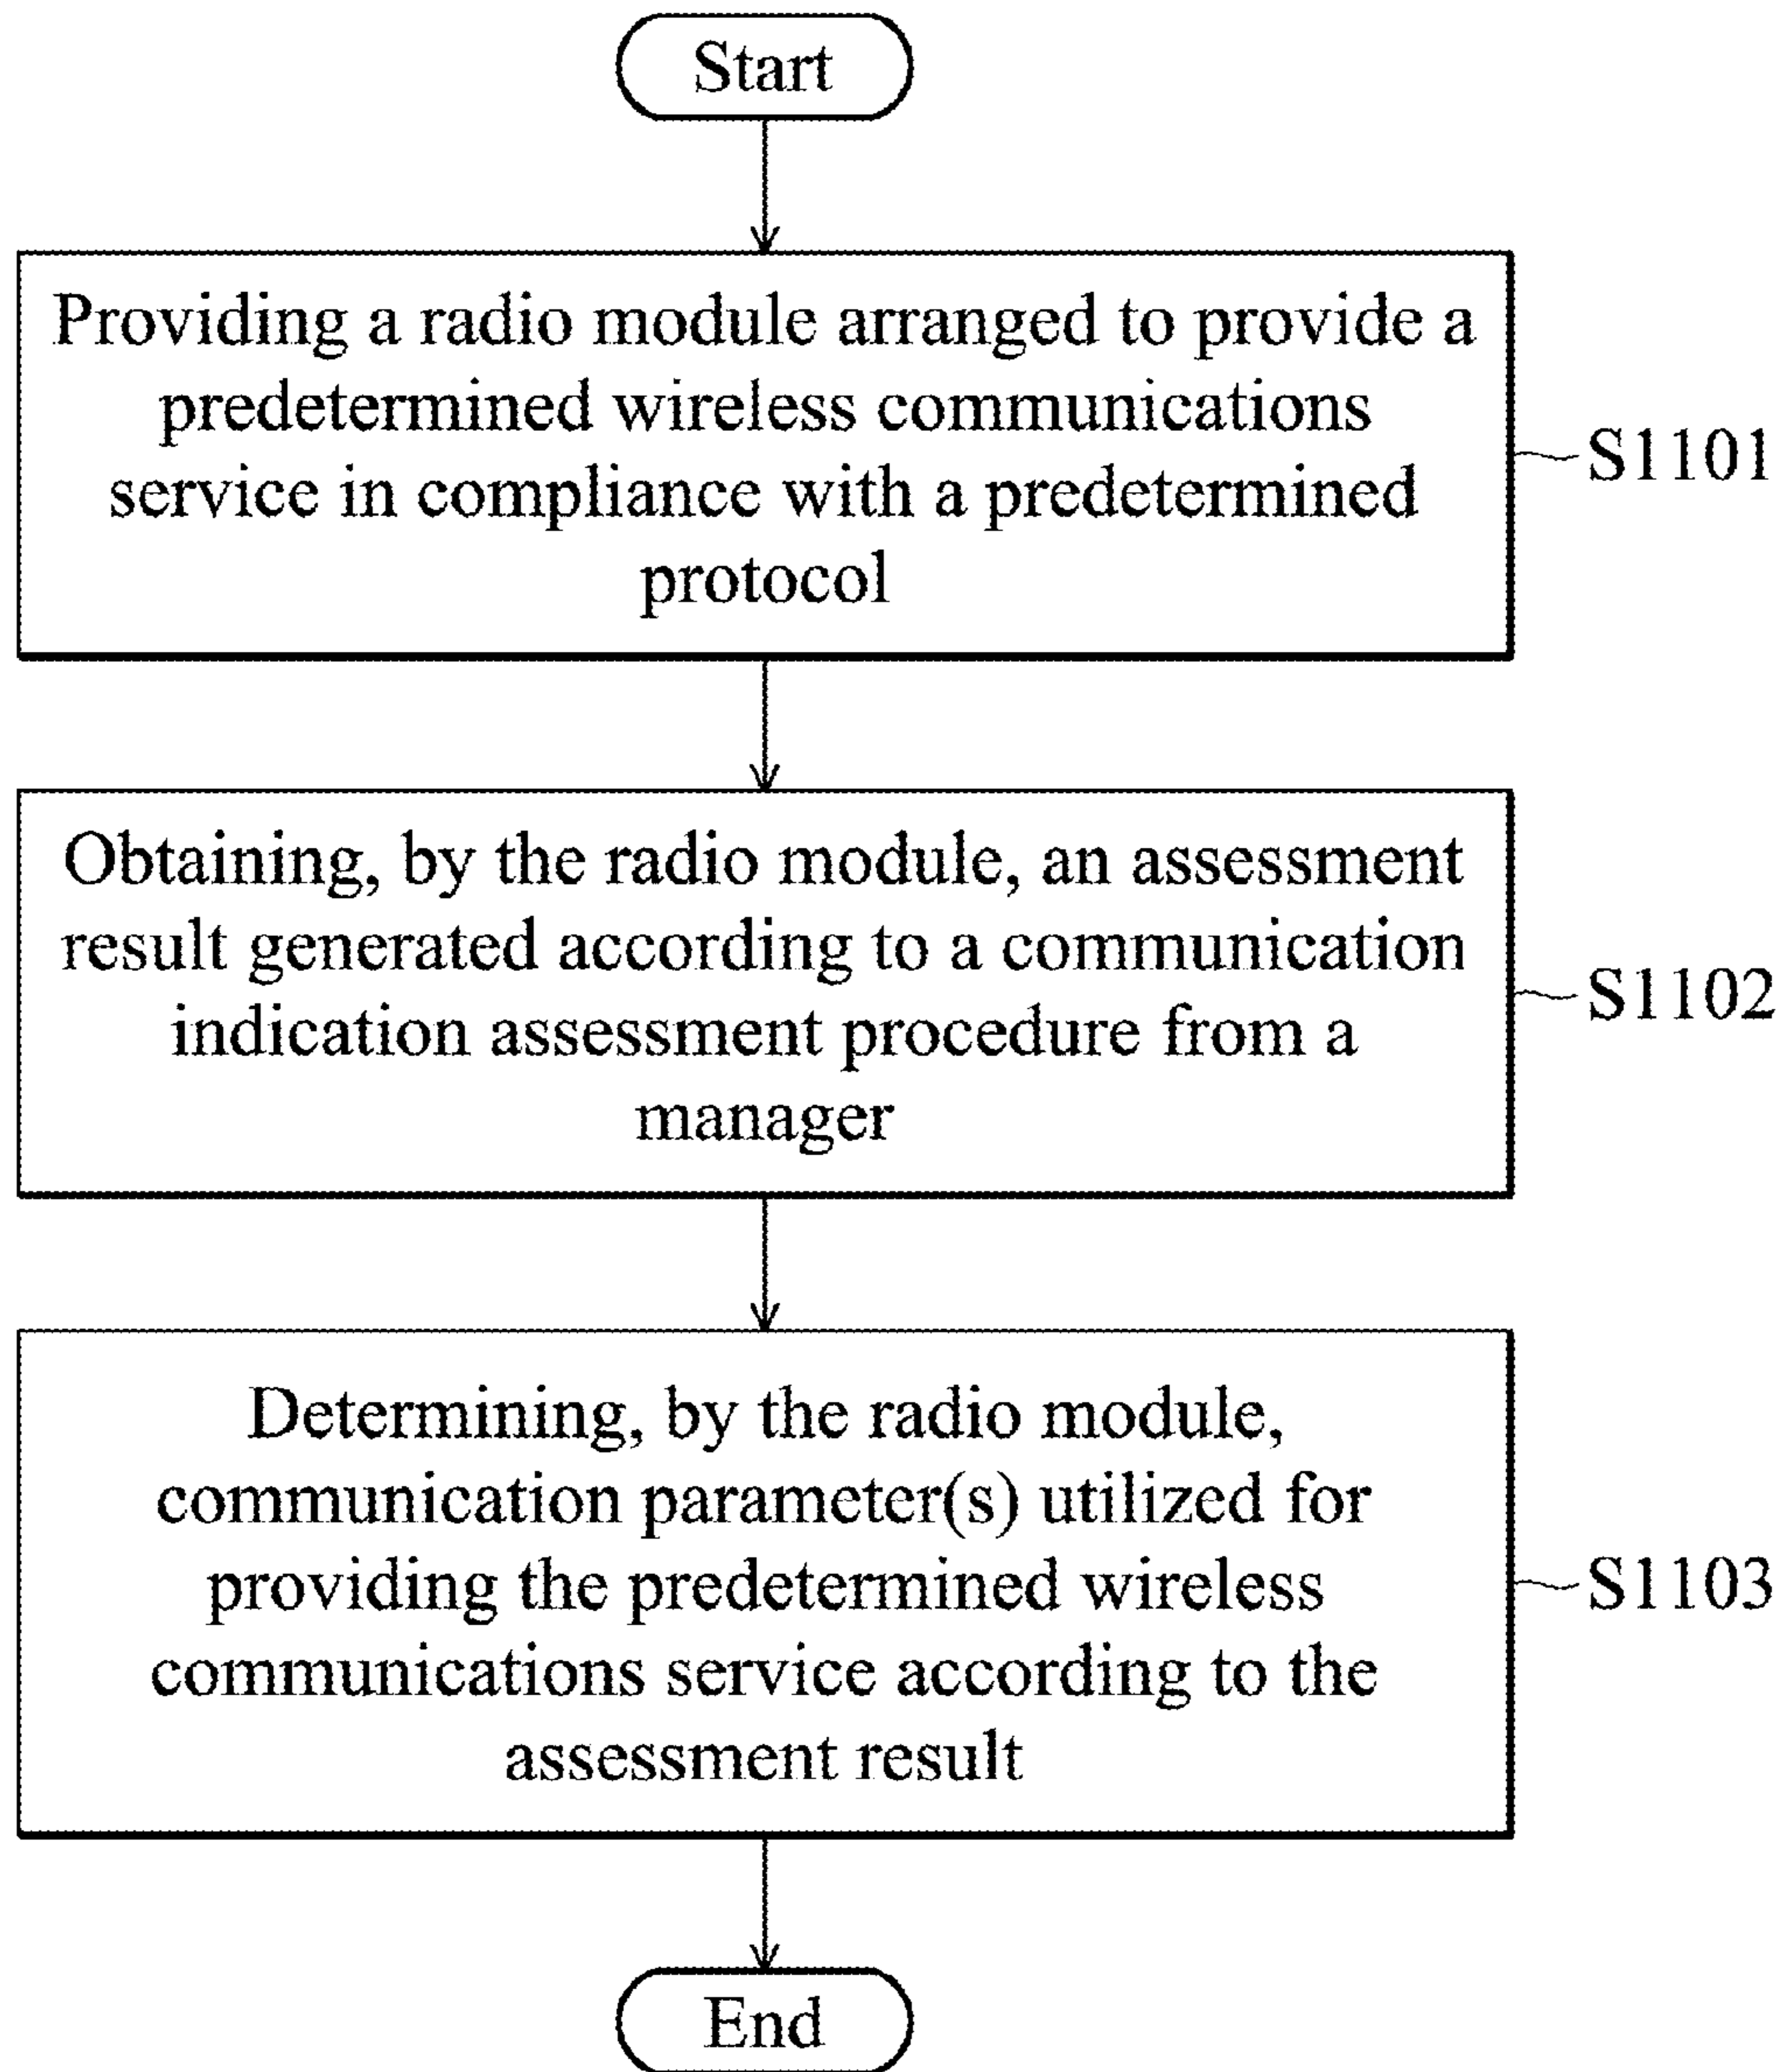 Start
Providing a radio module arranged to provide a
predetermined wireless communications
service in compliance with a predetermined
protocol
S1101
Obtaining, by the radio module, an assessment
result generated according to a communication
indication assessment procedure from a
manager
S1102
Determining, by the radio module,
communication parameter(s) utilized for
providing the predetermined wireless
communications service according to the
assessment result
S1103
End